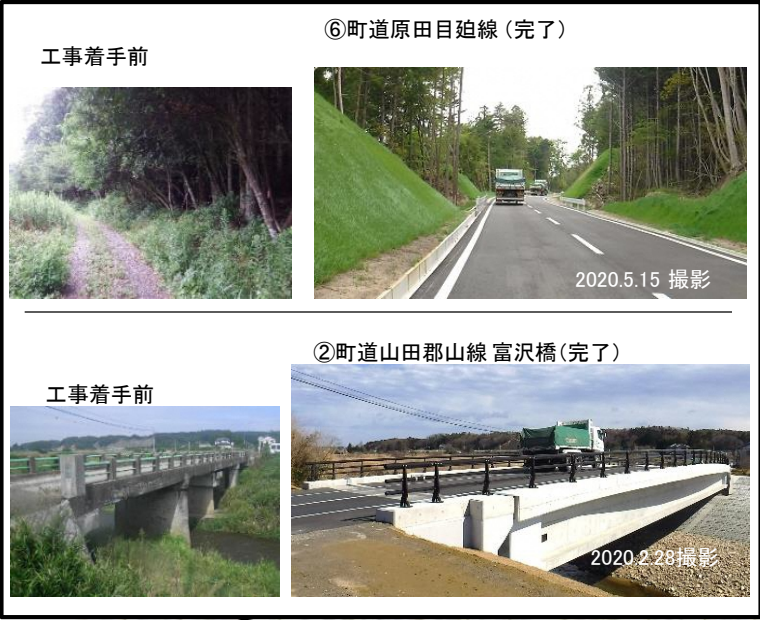 ⑥町道原田目廹線（完了）
工事着手前
2020.5.15 撮影
②町道山田郡山線 富沢橋（完了）
工事着手前
2020.2.28撮影